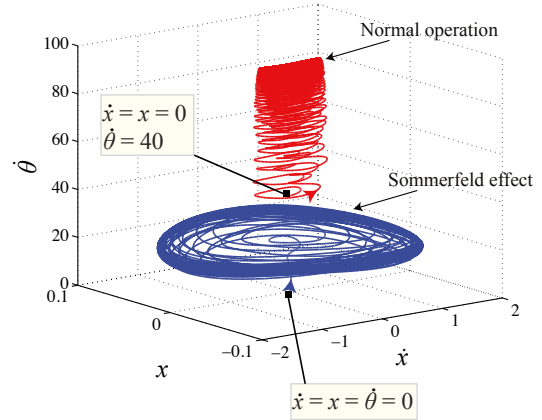 100
80
60
40
20
0
θ̇
0.1
0
-0.1
x
-2
-1
0
1
2
ẋ
Normal operation
ẋ = x = 0
θ̇ = 40
Sommerfeld effect
ẋ = x = θ̇ = 0